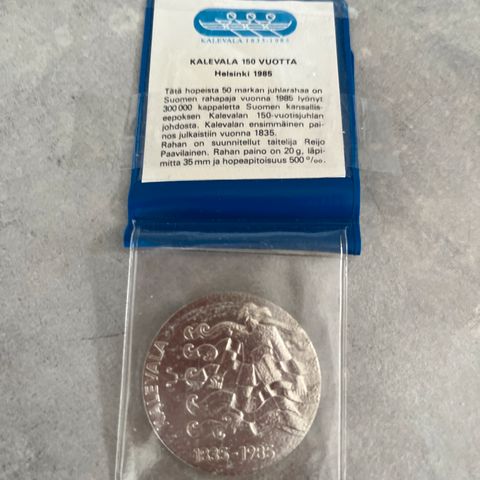 KALEVALA 1835-1985
KALEVALA 150 VUOTTA
Helsinki 1985
Tätä hopeista 50 markan juhlarahaa on
Suomen rahapaja vuonna 1985 lyönyt
300 000 kappaletta Suomen kansallis-
eepoksen Kalevalan 150-vuotisjuhlan
johdosta. Kalevalan ensimmäinen pai-
nos julkaistiin vuonna 1835.
Rahan on suunnitellut taiteilija Reijo
Paavilainen. Rahan paino on 20 g, läpi-
mitta 35 mm ja hopeapitoisuus 500 º/oo.
KALEVALA
1835-1985